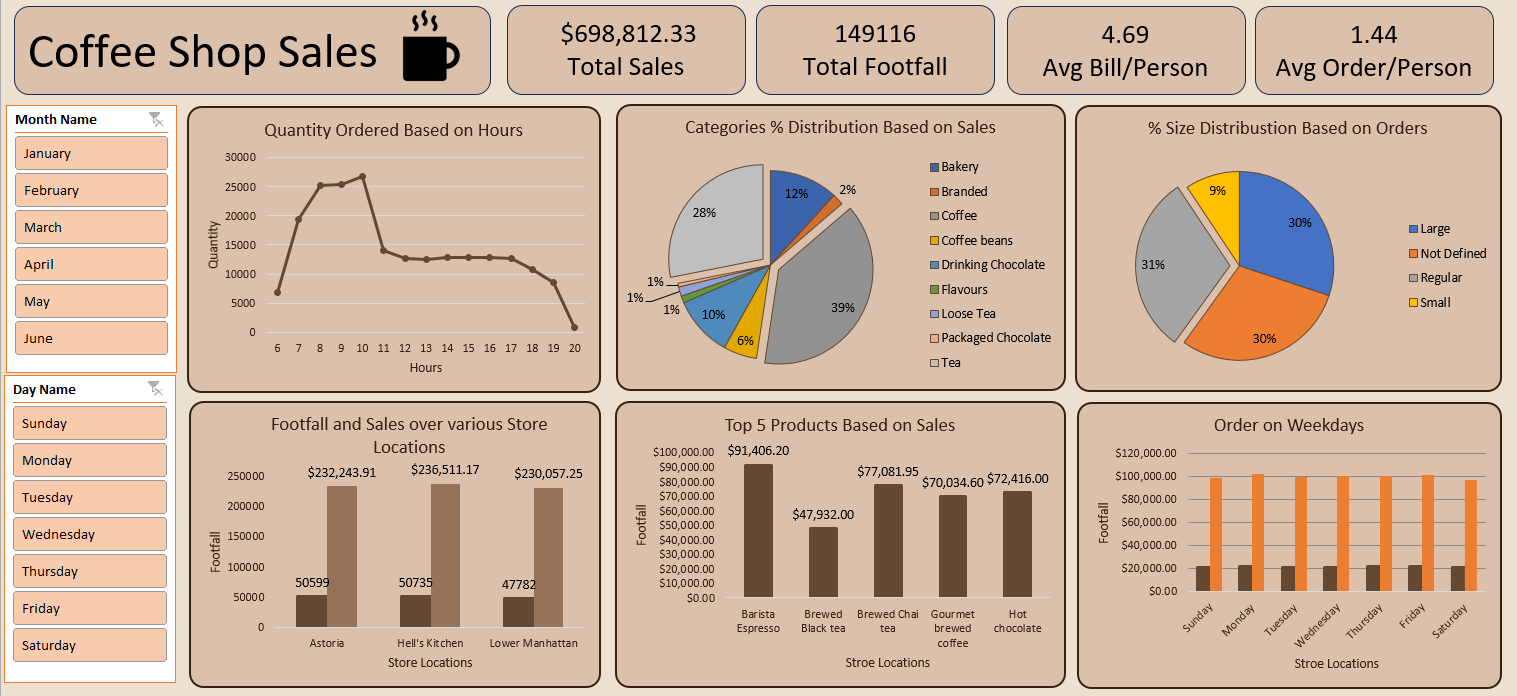 Coffee Shop Sales
$698,812.33
Total Sales
149116
Total Footfall
4.69
Avg Bill/Person
1.44
Avg Order/Person
Month Name
January
February
March
April
May
June
Day Name
Sunday
Monday
Tuesday
Wednesday
Thursday
Friday
Saturday
Quantity Ordered Based on Hours
Quantity
30000
25000
20000
15000
10000
5000
0
6 7 8 9 10 11 12 13 14 15 16 17 18 19 20
Hours
Categories % Distribution Based on Sales
12%
2%
39%
6%
10%
1%
1%
1%
28%
Bakery
Branded
Coffee
Coffee beans
Drinking Chocolate
Flavours
Loose Tea
Packaged Chocolate
Tea
% Size Distribustion Based on Orders
30%
30%
31%
9%
Large
Not Defined
Regular
Small
Footfall and Sales over various Store
Locations
Footfall
250000
200000
150000
100000
50000
0
$232,243.91 $236,511.17 $230,057.25
50599 50735 47782
Astoria Hell's Kitchen Lower Manhattan
Store Locations
Top 5 Products Based on Sales
Footfall
$100,000.00
$90,000.00
$80,000.00
$70,000.00
$60,000.00
$50,000.00
$40,000.00
$30,000.00
$20,000.00
$10,000.00
$0.00
$91,406.20
$47,932.00
$77,081.95
$70,034.60
$72,416.00
Barista
Espresso
Brewed
Black tea
Brewed Chai
tea
Gourmet
brewed
coffee
Hot
chocolate
Stroe Locations
Order on Weekdays
Footfall
$120,000.00
$100,000.00
$80,000.00
$60,000.00
$40,000.00
$20,000.00
$0.00
Sunday
Monday
Tuesday
Wednesday
Thursday
Friday
Saturday
Stroe Locations